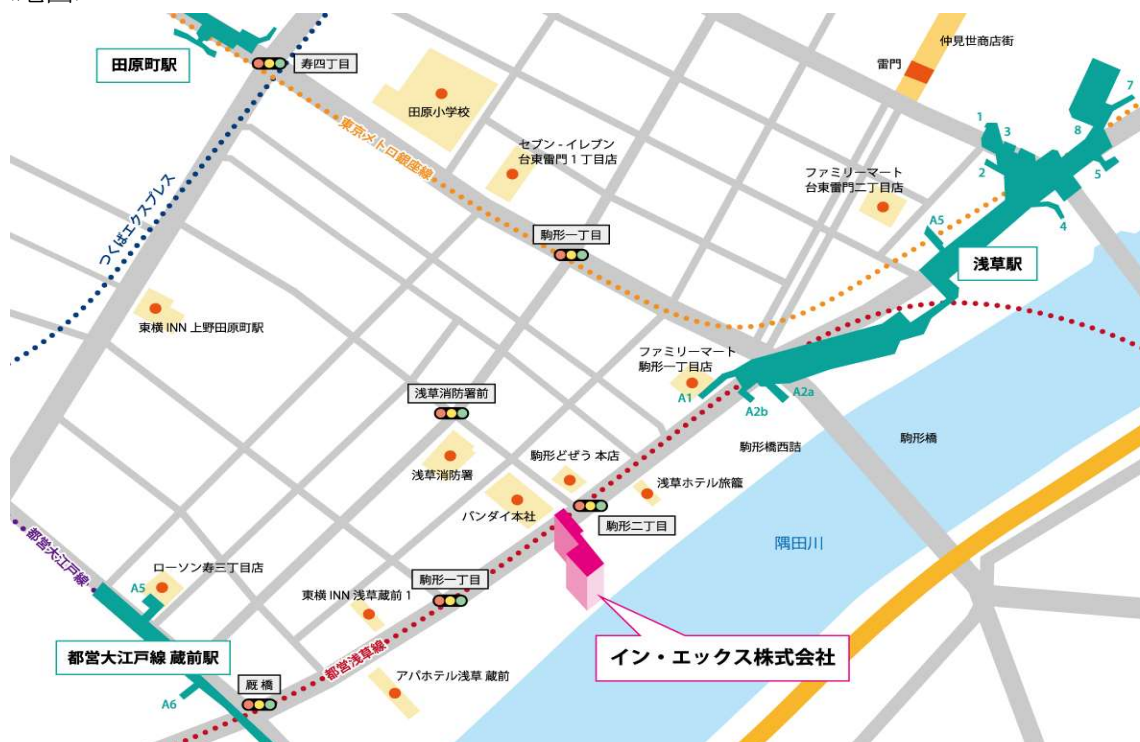 仲見世商店街
田原町駅
寿四丁目
雷門
7
田原小学校
東京メトロ銀座線
1
3
8
セブン - イレブン
台東雷門1丁目店
2
5
ファミリーマート
台東雷門二丁目店
つくばエクスプレス
4
A5
駒形一丁目
浅草駅
東横 INN 上野田原町駅
ファミリーマート
駒形一丁目店
A1
A2b
A2a
浅草消防署前
駒形橋西詰
駒形橋
浅草消防署
駒形どぜう 本店
浅草ホテル旅籠
バンダイ本社
駒形二丁目
隅田川
都営大江戸線
ローソン寿三丁目店
A5
駒形一丁目
東横 INN 浅草蔵前 1
都営大江戸線 蔵前駅
都営浅草線
イン・エックス株式会社
アパホテル浅草 蔵前
厩 橋
A6